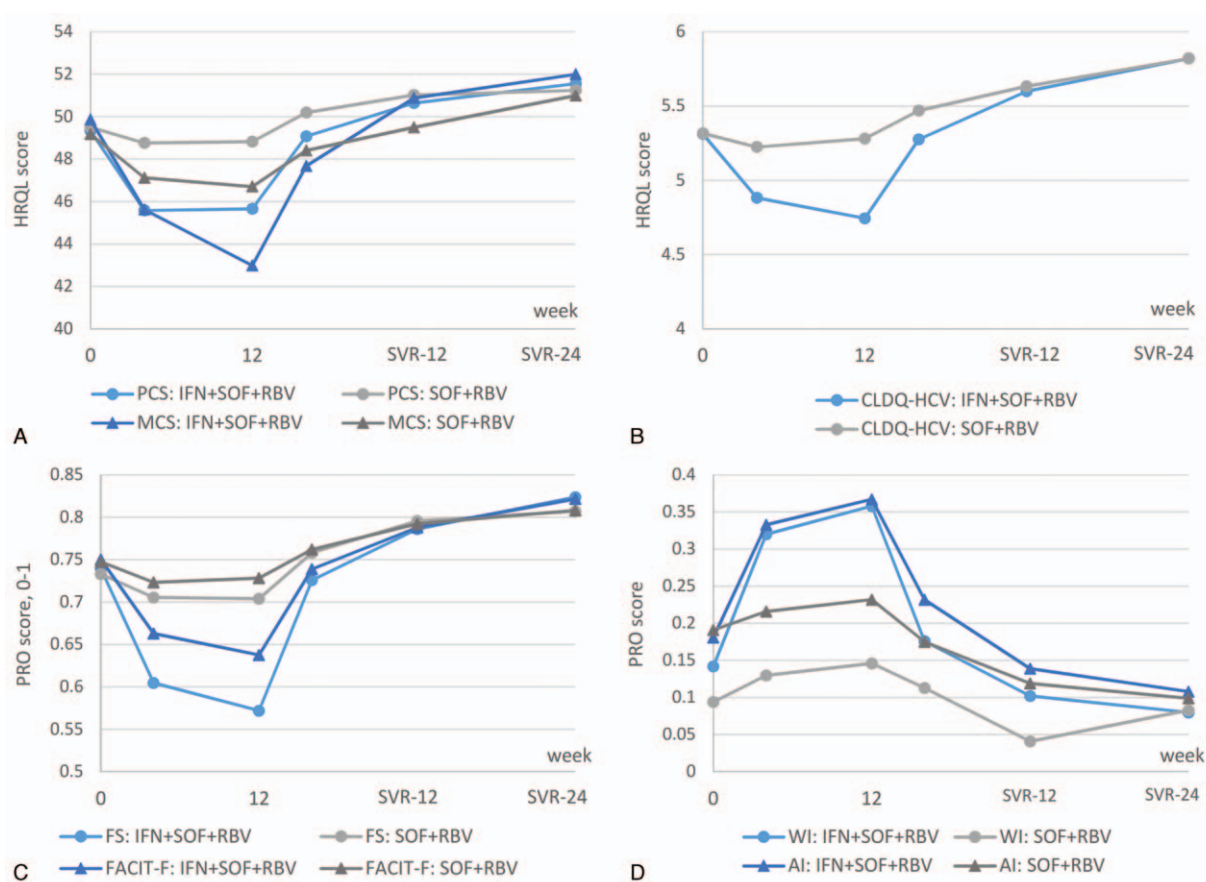 54
52
50
48
46
44
42
40
HRQL score
week
0 12 SVR-12 SVR-24
PCS: IFN+SOF+RBV PCS: SOF+RBV
MCS: IFN+SOF+RBV MCS: SOF+RBV
A
6
5.5
5
4.5
4
HRQL score
week
0 12 SVR-12 SVR-24
CLDQ-HCV: IFN+SOF+RBV
CLDQ-HCV: SOF+RBV
B
0.85
0.8
0.75
0.7
0.65
0.6
0.55
0.5
PRO score, 0-1
week
0 12 SVR-12 SVR-24
FS: IFN+SOF+RBV FS: SOF+RBV
FACIT-F: IFN+SOF+RBV FACIT-F: SOF+RBV
C
0.4
0.35
0.3
0.25
0.2
0.15
0.1
0.05
0
PRO score
week
0 12 SVR-12 SVR-24
WI: IFN+SOF+RBV WI: SOF+RBV
AI: IFN+SOF+RBV AI: SOF+RBV
D